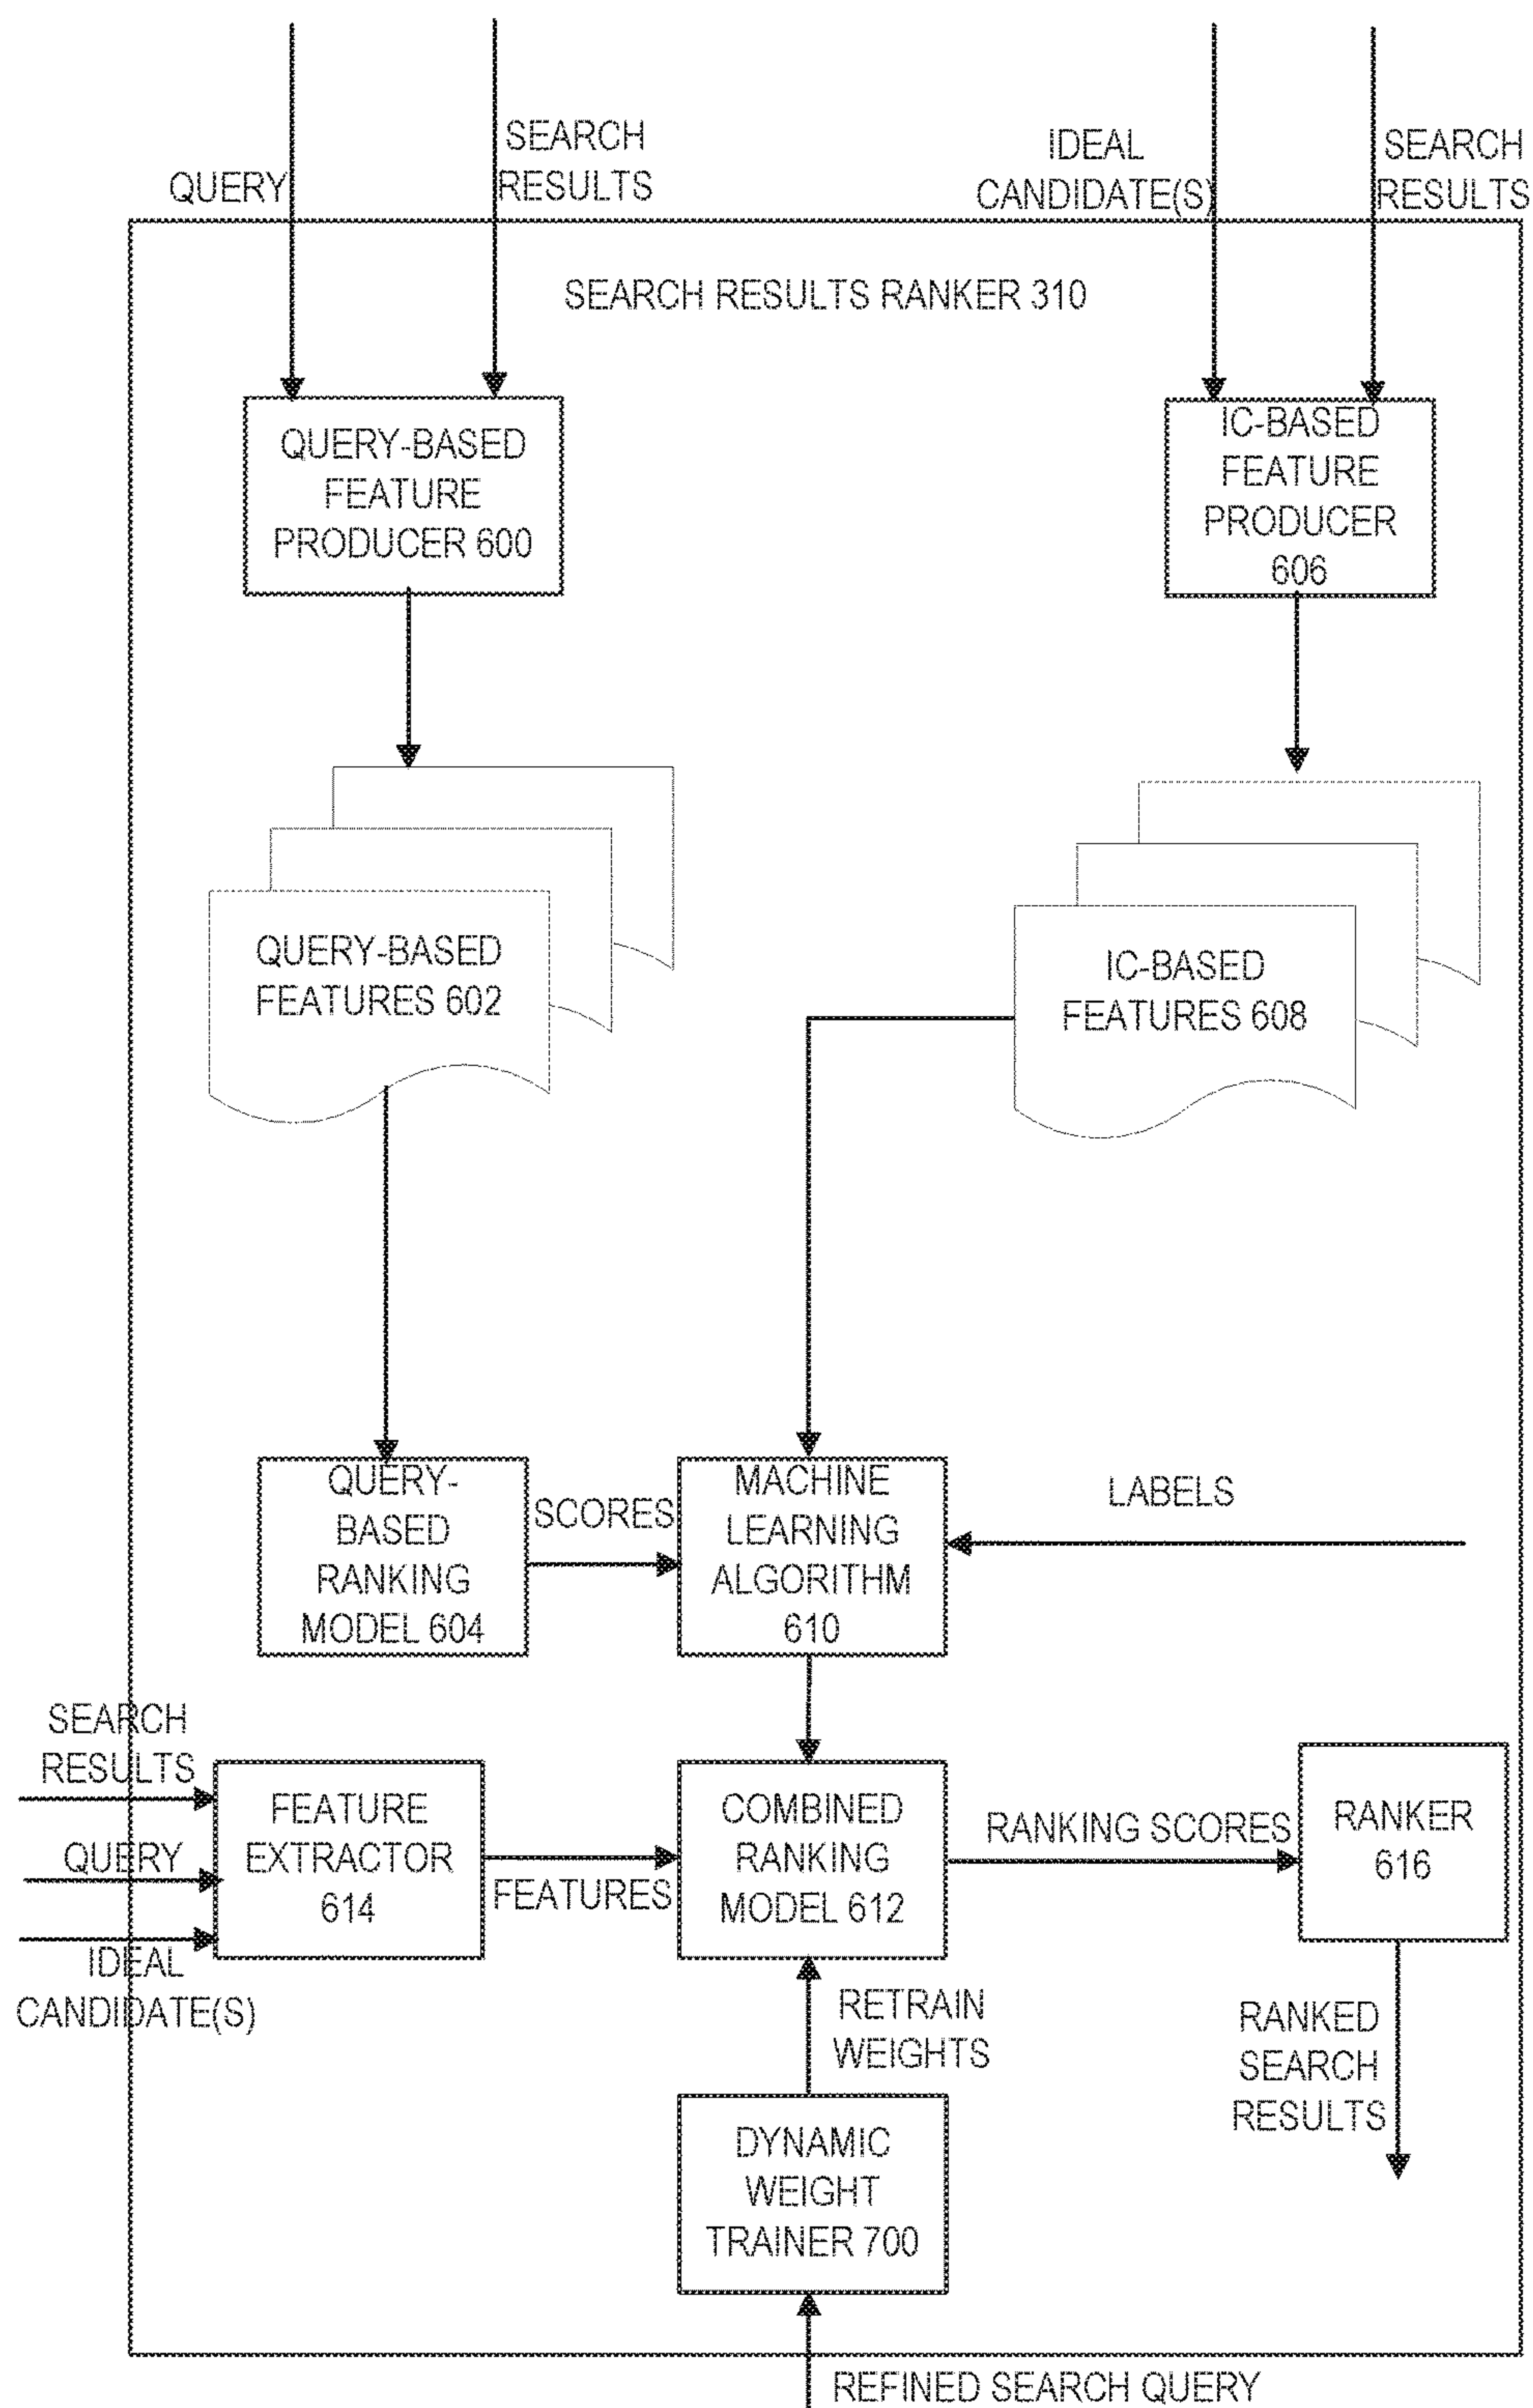 QUERY
SEARCH
RESULTS
IDEAL
CANDIDATE(S)
SEARCH
RESULTS
SEARCH RESULTS RANKER 310
QUERY-BASED
FEATURE
PRODUCER 600
IC-BASED
FEATURE
PRODUCER
606
QUERY-BASED
FEATURES 602
IC-BASED
FEATURES 608
QUERY-
BASED
RANKING
MODEL 604
SCORES
MACHINE
LEARNING
ALGORITHM
610
LABELS
SEARCH
RESULTS
QUERY
IDEAL
CANDIDATE(S)
FEATURE
EXTRACTOR
614
FEATURES
COMBINED
RANKING
MODEL 612
RANKING SCORES
RANKER
616
RETRAIN
WEIGHTS
RANKED
SEARCH
RESULTS
DYNAMIC
WEIGHT
TRAINER 700
REFINED SEARCH QUERY